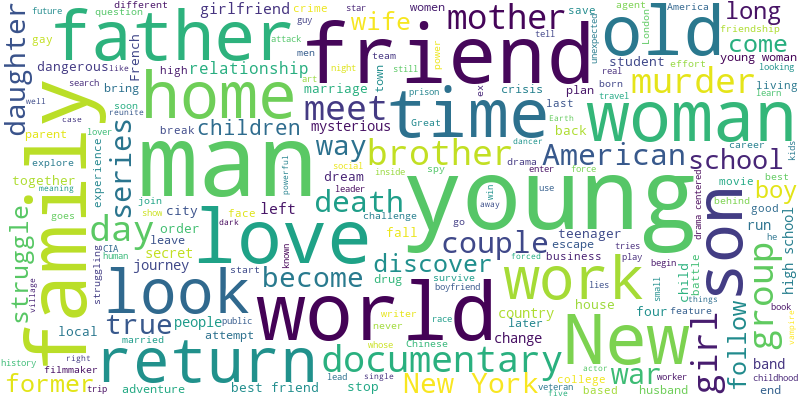 different
future
question
girlfriend
crime
star
women
save
agent
America
long
gay
father
guy
wife
mother
old
London
friendship
daughter
French
attack
men
team
power
tell
unexpected
come
young woman
dangerous
like
high
relationship
friend
student
effort
looking
search
home
bring
art
night
still
ex
plan
murder
real
born
living
well
soon
reunite
marriage
town
prison
crisis
last
travel
learn
case
family
man
children
break
mysterious
meet
time
Great
Earth
back
woman
parent
lover
way
brother
dancer
drama
career
kids
explore
experience
series
dream
social
inside
spy
American
enter
school
together
meaning
powerful
leader
death
young
use
force
movie
best
boy
struggle
join
love
left
challenge
win
away
teenager
drama centered
behind
good
he
goes
show
city
face
day
order
dark
fall
go
couple
escape
tries
son
run
high school
village
struggling
CIA
human
leave
secret
known
discover
business
play
child
battle
group
look
journey
start
world
drug
survive
forced
begin
lies
work
small
things
true
people
public
become
boyfriend
house
girl
follow
book
vampire
local
attempt
never
writer
race
country
later
four
feature
married
whose
Chinese
change
New
war
band
history
right
filmmaker
return
documentary
actor
worker
childhood
former
trip
adventure
best friend
lead
single
stop
New York
college
veteran
five
based
husband
end